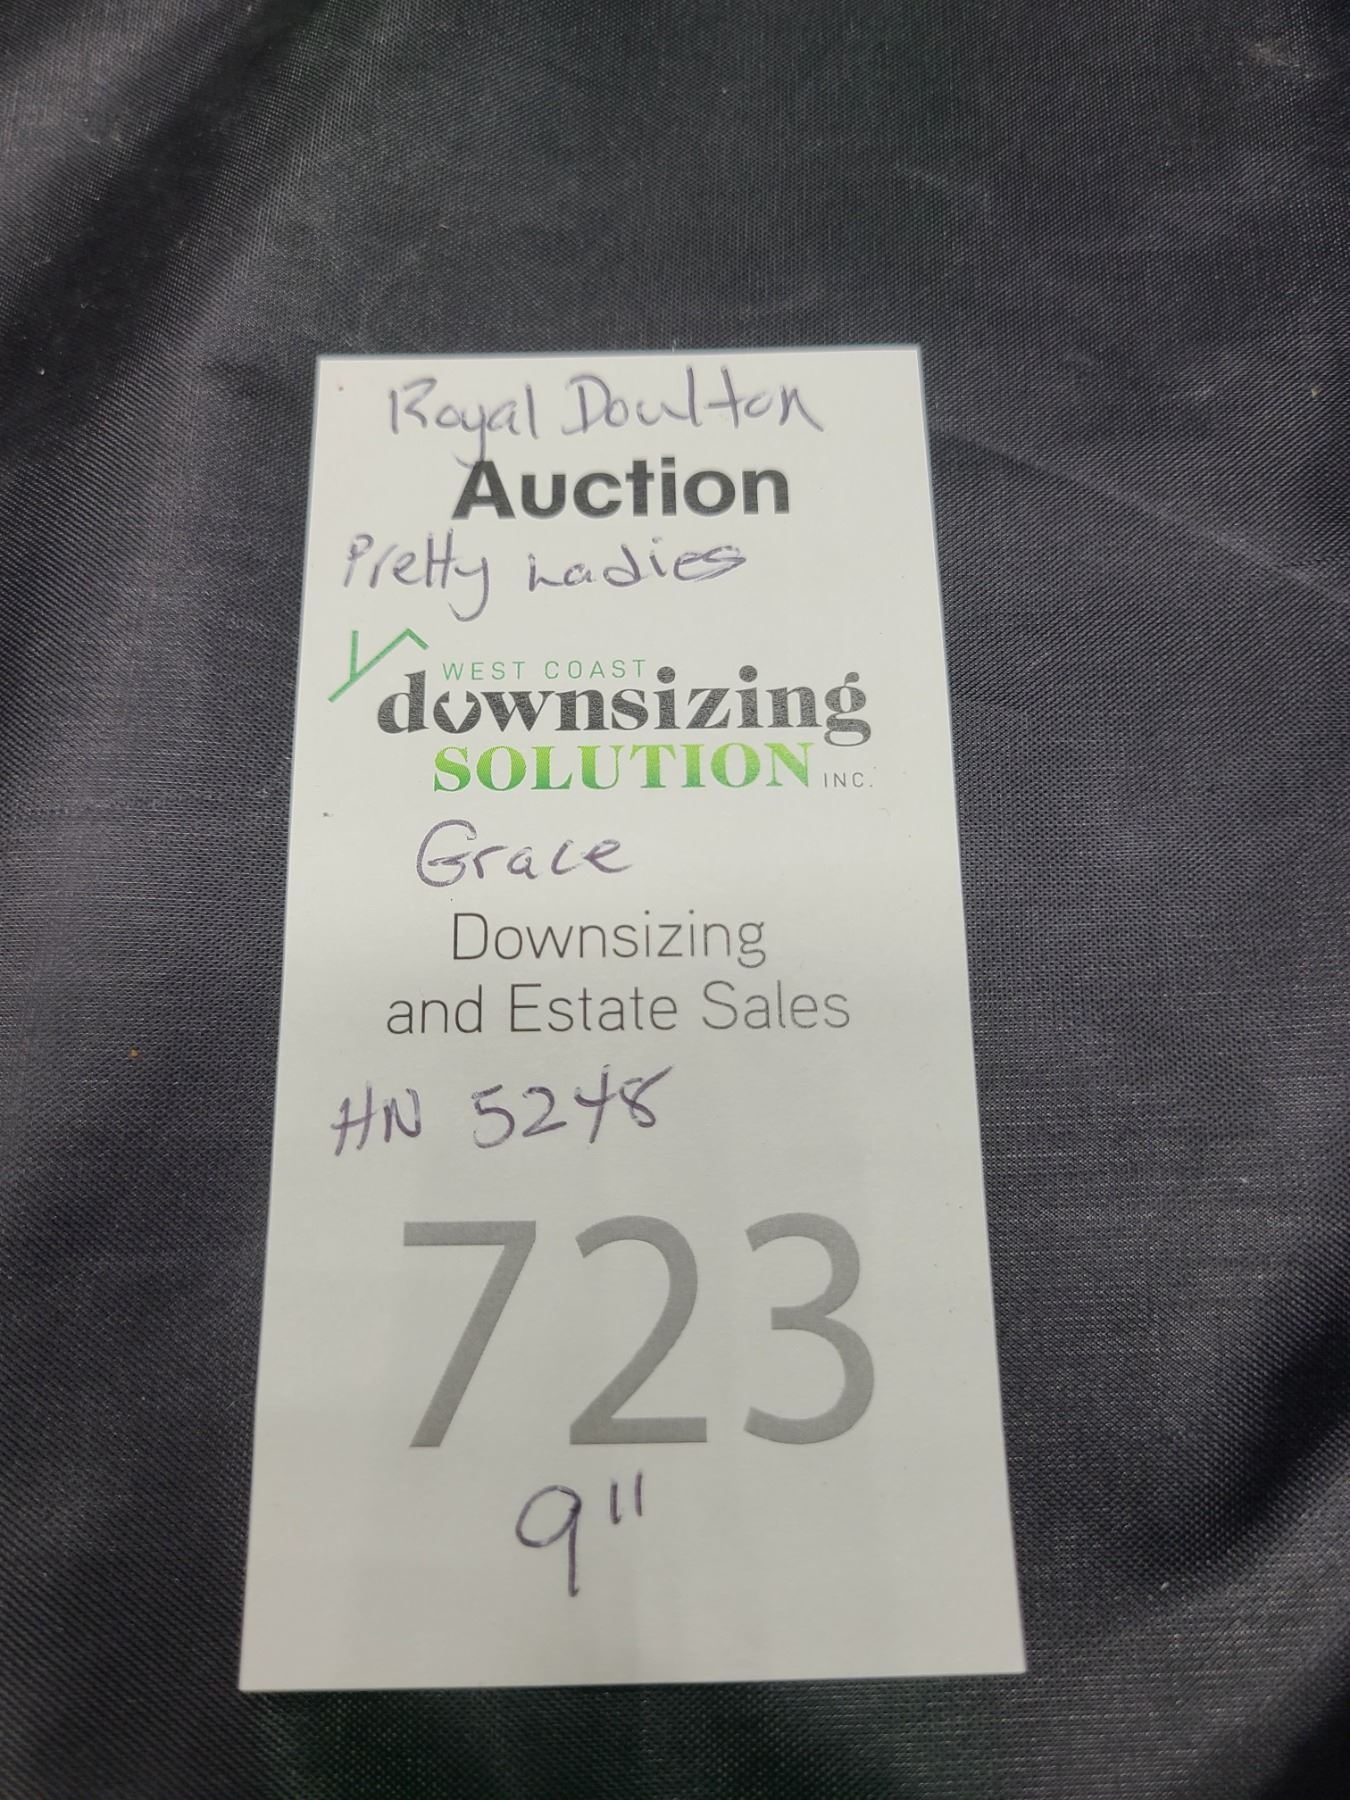 Royal Doulton
Auction
Pretty Ladies
WEST COAST
downsizing
SOLUTION INC.
Grace
Downsizing
and Estate Sales
HN 5248
723
9"